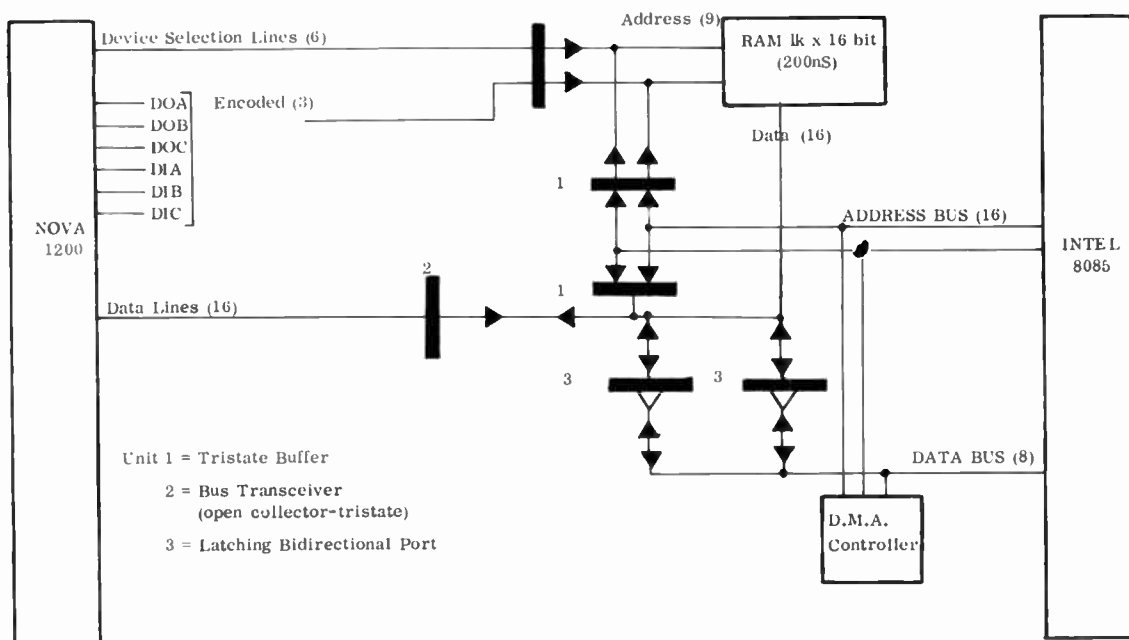 Device Selection Lines (6)
Address (9)
RAM 1k x 16 bit
(200nS)
DOA
Encoded (3)
DOB
DOC
DIA
DIB
DIC
Data (16)
1
NOVA
1200
ADDRESS BUS (16)
INTEL
8085
2
1
Data Lines (16)
3
3
Unit 1 = Tristate Buffer
2 = Bus Transceiver
(open collector-tristate)
3 = Latching Bidirectional Port
DATA BUS (8)
D.M.A.
Controller